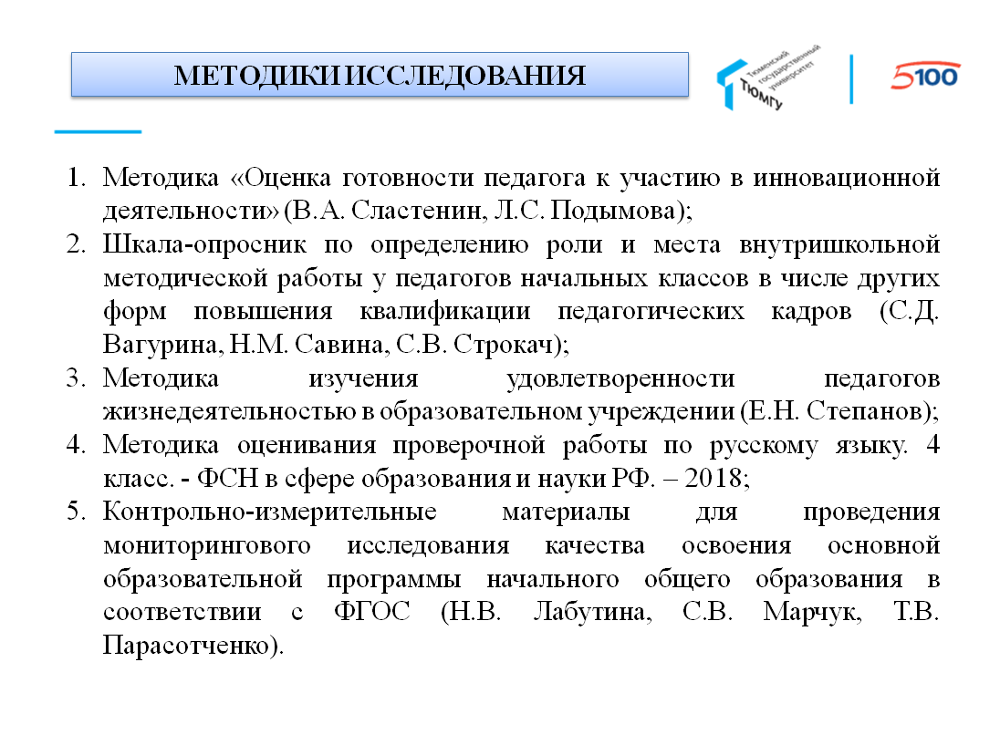 МЕТОДИКИ ИССЛЕДОВАНИЯ
Тюменский
государственный
университет
ТЮМГУ
5100
1. Методика «Оценка готовности педагога к участию в инновационной
деятельности» (В.А. Сластенин, Л.С. Подымова);
2. Шкала-опросник по определению роли и места внутришкольной
методической работы у педагогов начальных классов в числе других
форм повышения квалификации педагогических кадров (С.Д.
Вагурина, Н.М. Савина, С.В. Строкач);
3. Методика изучения удовлетворенности педагогов
жизнедеятельностью в образовательном учреждении (Е.Н. Степанов);
4. Методика оценивания проверочной работы по русскому языку. 4
класс. - ФСН в сфере образования и науки РФ. – 2018;
5. Контрольно-измерительные материалы для проведения
мониторингового исследования качества освоения основной
образовательной программы начального общего образования в
соответствии с ФГОС (Н.В. Лабутина, С.В. Марчук, Т.В.
Парасотченко).